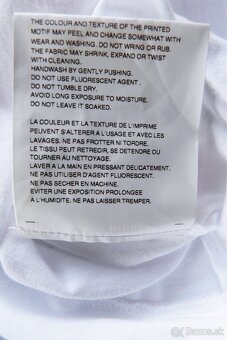 THE COLOUR AND TEXTURE OF THE PRINTED
MOTIF MAY PEEL AND CHANGE SOMEWHAT WITH
WEAR AND WASHING. DO NOT WRING OR RUB.
THE FABRIC MAY SHRINK, EXPAND OR TWIST
WITH CLEANING.
HANDWASH BY GENTLY PUSHING.
DO NOT USE FLUORESCENT AGENT.
DO NOT TUMBLE DRY.
AVOID LONG EXPOSURE TO MOISTURE.
DO NOT LEAVE IT SOAKED.
LA COULEUR ET LA TEXTURE DE L'IMPRIME
PEUVENT S'ALTERER A L'USAGE ET AVEC LES
LAVAGES. NE PAS FROTTER NI TORDRE.
LE TISSU PEUT RETRECIR, SE DETENDRE OU
TOURNER AU NETTOYAGE.
LAVER A LA MAIN EN PRESSANT DELICATEMENT.
NE PAS UTILISER D'AGENT FLUORESCENT.
NE PAS SECHER EN MACHINE.
EVITER UNE EXPOSITION PROLONGEE
A L'HUMIDITE. NE PAS LAISSER TREMPER.
bazos.sk